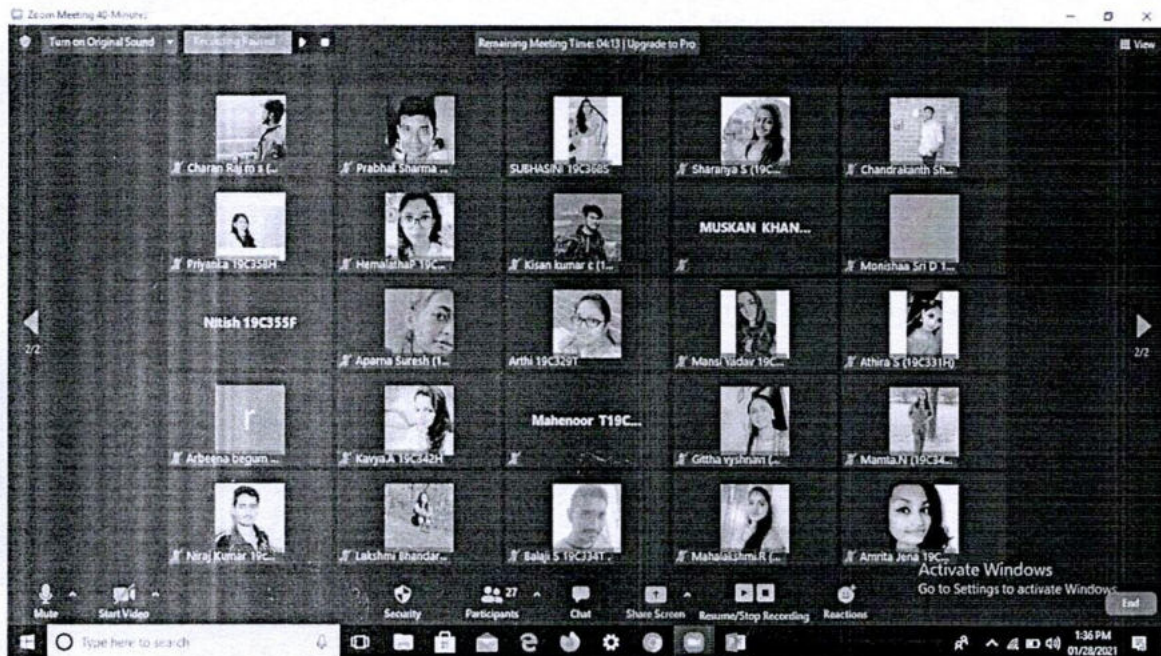 Zoom Meeting 40-Minutes
Turn on Original Sound
Recording Paused
Remaining Meeting Time: 04:13 | Upgrade to Pro
View
Charan Raj m s (...
Prabhat Sharma ...
SUBHASINI 19C368S
Sharanya S (19C...
Chandrakanth Sh...
Priyanka 19C358H
HemalathaP 19C...
Kisan kumar c (1...
MUSKAN KHAN...
Monishaa Sri D 1...
2/2
Nitish 19C355F
Aparna Suresh (1...
Arthi 19C329T
Mansi Yadav 19C...
Athira S (19C331H)
2/2
r
Arbeena begum ...
Kavya.A 19C342H
Mahenoor T19C...
Gittha vyshnavi (...
Mamta.N (19C34...
Niraj Kumar 19c...
Lakshmi Bhandar...
Balaji S 19C334T
Mahalakshmi.R (...
Amrita Jena 19C...
Activate Windows
Go to Settings to activate Windows.
Mute
Start Video
Security
Participants
27
Chat
Share Screen
Resume/Stop Recording
Reactions
End
Type here to search
1:36 PM
01/28/2021